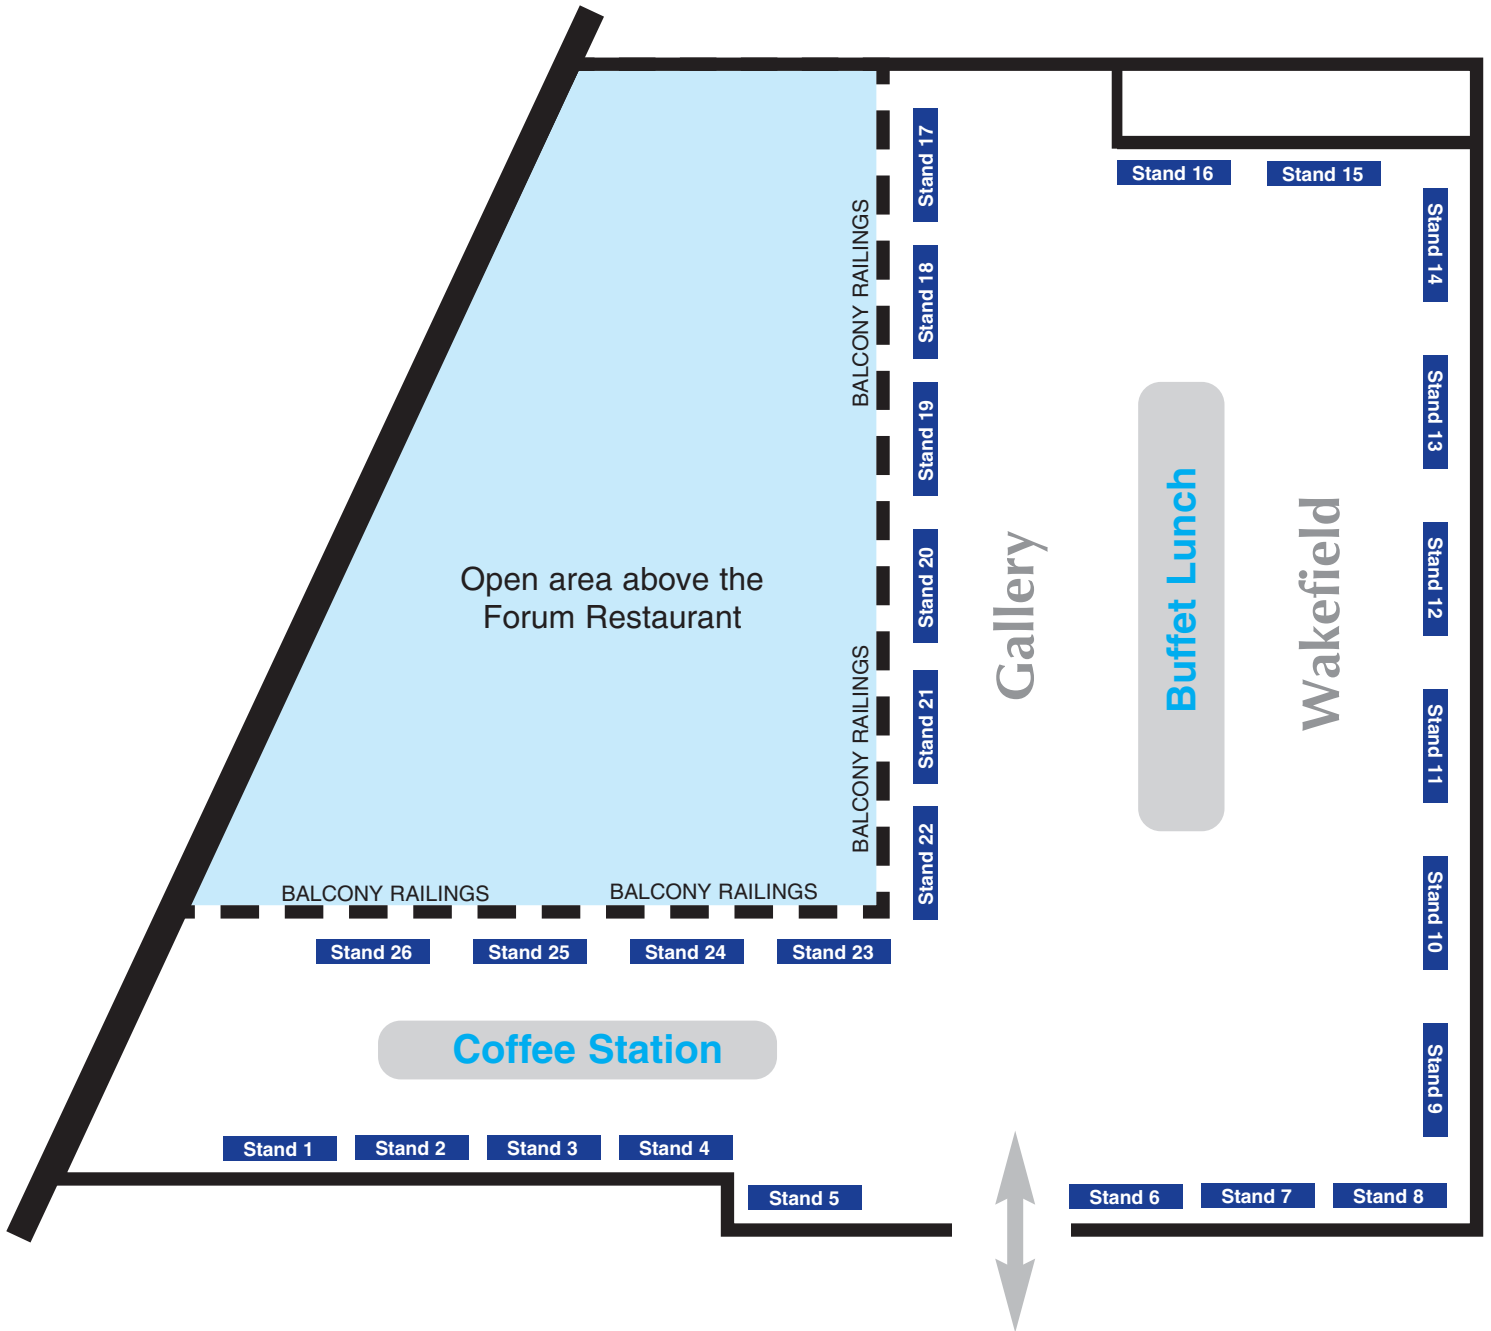 Stand 17
Stand 16
Stand 15
Stand 14
BALCONY RAILINGS
Stand 18
Stand 13
Stand 19
Buffet Lunch
Wakefield
Gallery
Stand 20
Stand 12
Open area above the
Forum Restaurant
BALCONY RAILINGS
Stand 21
Stand 11
Stand 22
Stand 10
BALCONY RAILINGS
BALCONY RAILINGS
Stand 26
Stand 25
Stand 24
Stand 23
Coffee Station
Stand 9
Stand 1
Stand 2
Stand 3
Stand 4
Stand 5
Stand 6
Stand 7
Stand 8